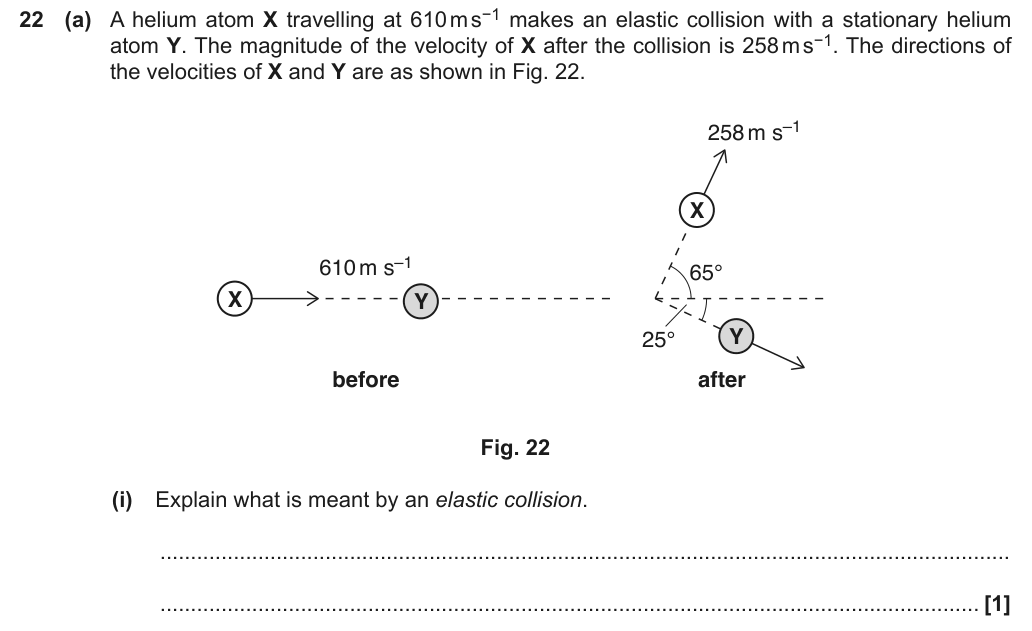 22 (a) A helium atom X travelling at 610 m s⁻¹ makes an elastic collision with a stationary helium
atom Y. The magnitude of the velocity of X after the collision is 258 m s⁻¹. The directions of
the velocities of X and Y are as shown in Fig. 22.
258 m s⁻¹
X
610 m s⁻¹
65°
X
Y
25°
Y
before
after
Fig. 22
(i) Explain what is meant by an elastic collision.
..........................................................................................................................................
..................................................................................................................................... [1]